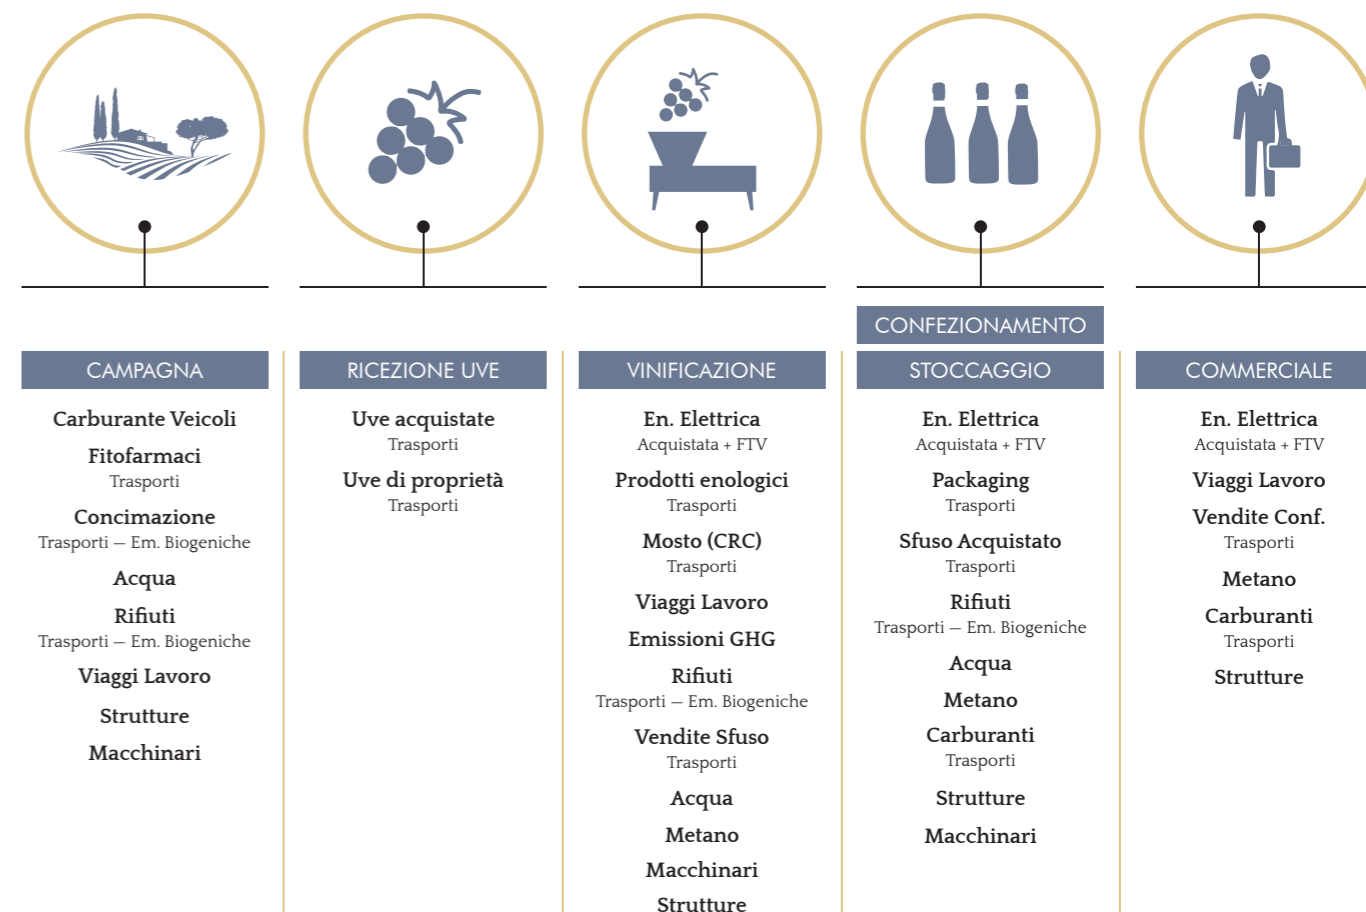 CAMPAGNA
Carburante Veicoli
Fitofarmaci
Trasporti
Concimazione
Trasporti – Em. Biogeniche
Acqua
Rifiuti
Trasporti – Em. Biogeniche
Viaggi Lavoro
Strutture
Macchinari
RICEZIONE UVE
Uve acquistate
Trasporti
Uve di proprietà
Trasporti
VINIFICAZIONE
En. Elettrica
Acquistata + FTV
Prodotti enologici
Trasporti
Mosto (CRC)
Trasporti
Viaggi Lavoro
Emissioni GHG
Rifiuti
Trasporti – Em. Biogeniche
Vendite Sfuso
Trasporti
Acqua
Metano
Macchinari
Strutture
CONFEZIONAMENTO
STOCCAGGIO
En. Elettrica
Acquistata + FTV
Packaging
Trasporti
Sfuso Acquistato
Trasporti
Rifiuti
Trasporti – Em. Biogeniche
Acqua
Metano
Carburanti
Trasporti
Strutture
Macchinari
COMMERCIALE
En. Elettrica
Acquistata + FTV
Viaggi Lavoro
Vendite Conf.
Trasporti
Metano
Carburanti
Trasporti
Strutture